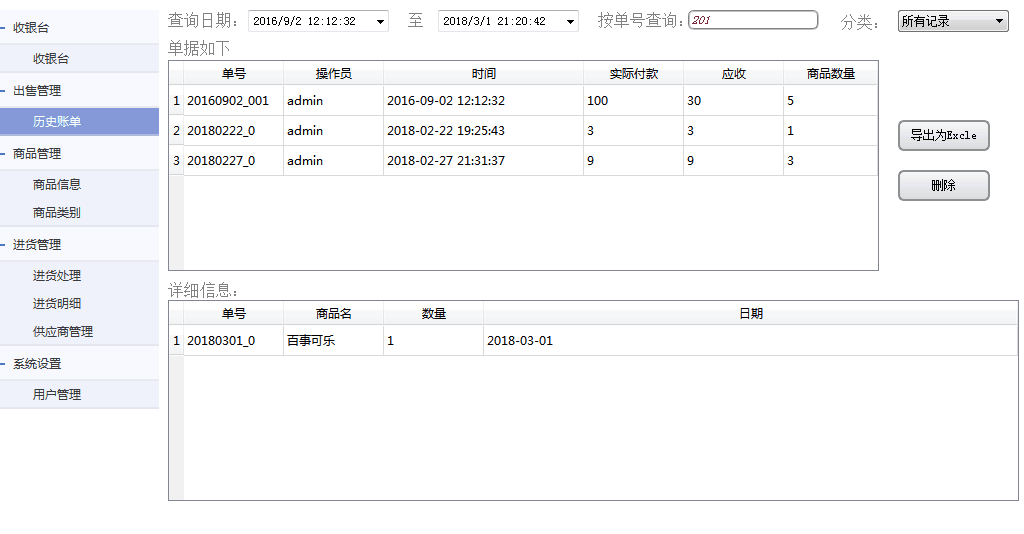 收银台
收银台
出售管理
历史账单
商品管理
商品信息
商品类别
进货管理
进货处理
进货明细
供应商管理
系统设置
用户管理
查询日期： 2016/9/2 12:12:32 至 2018/3/1 21:20:42 按单号查询： 201 分类： 所有记录
单据如下
单号 操作员 时间 实际付款 应收 商品数量
1 20160902_001 admin 2016-09-02 12:12:32 100 30 5
2 20180222_0 admin 2018-02-22 19:25:43 3 3 1
3 20180227_0 admin 2018-02-27 21:31:37 9 9 3
导出为Excle
删除
详细信息：
单号 商品名 数量 日期
1 20180301_0 百事可乐 1 2018-03-01